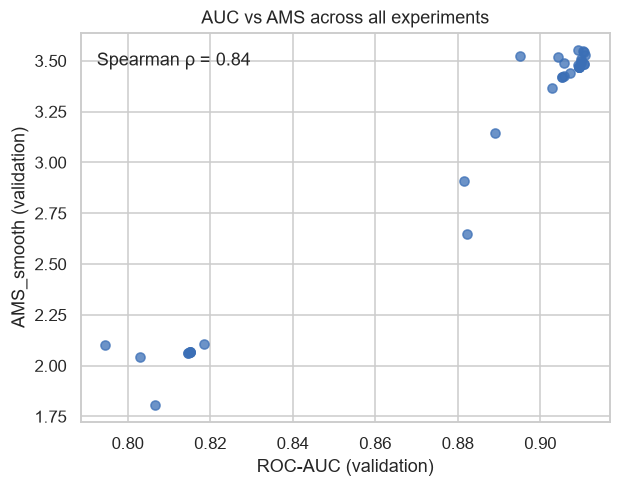 AUC vs AMS across all experiments
Spearman ρ = 0.84
AMS_smooth (validation)
3.50
3.25
3.00
2.75
2.50
2.25
2.00
1.75
0.80 0.82 0.84 0.86 0.88 0.90
ROC-AUC (validation)